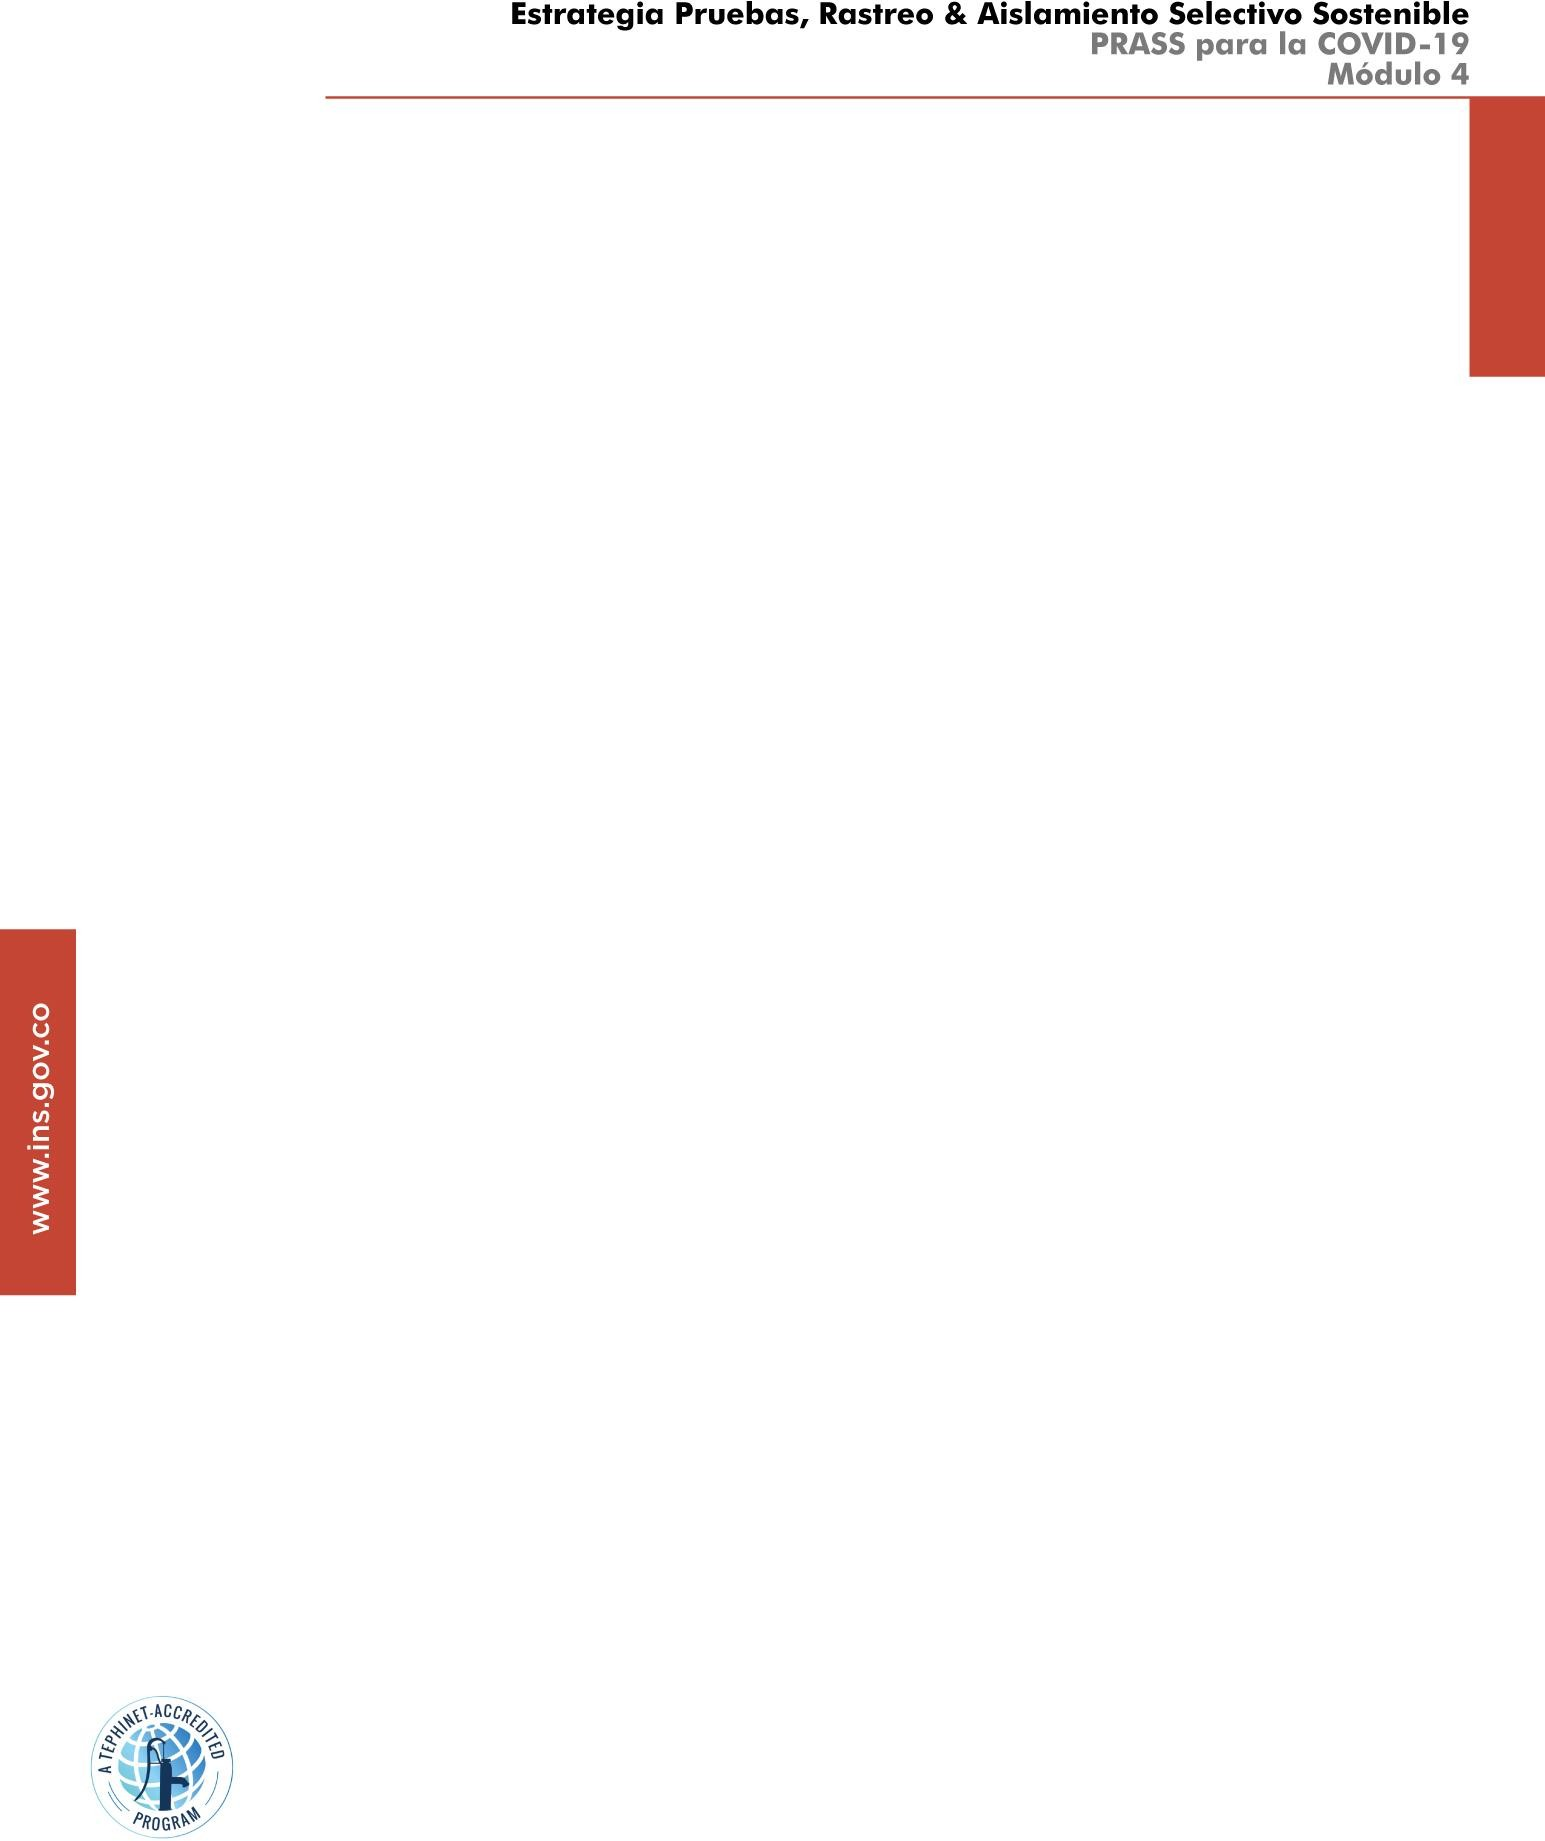 Estrategia Pruebas, Rastreo & Aislamiento Selectivo Sostenible
PRASS para la COVID-19
Módulo 4
www.ins.gov.co
A TEPHINET-ACCREDITED
PROGRAM